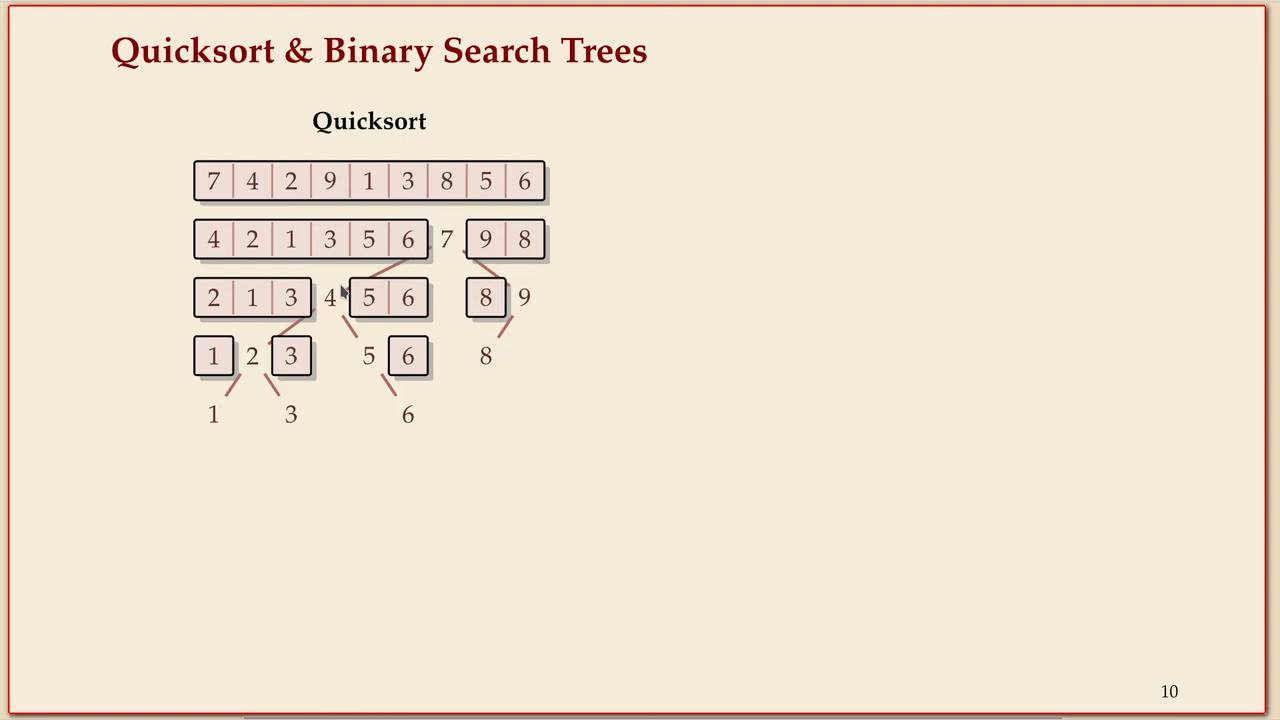 Quicksort & Binary Search Trees
Quicksort
7 4 2 9 1 3 8 5 6
4 2 1 3 5 6 7 9 8
2 1 3 4 5 6 8 9
1 2 3 5 6 8
1 3 6
10